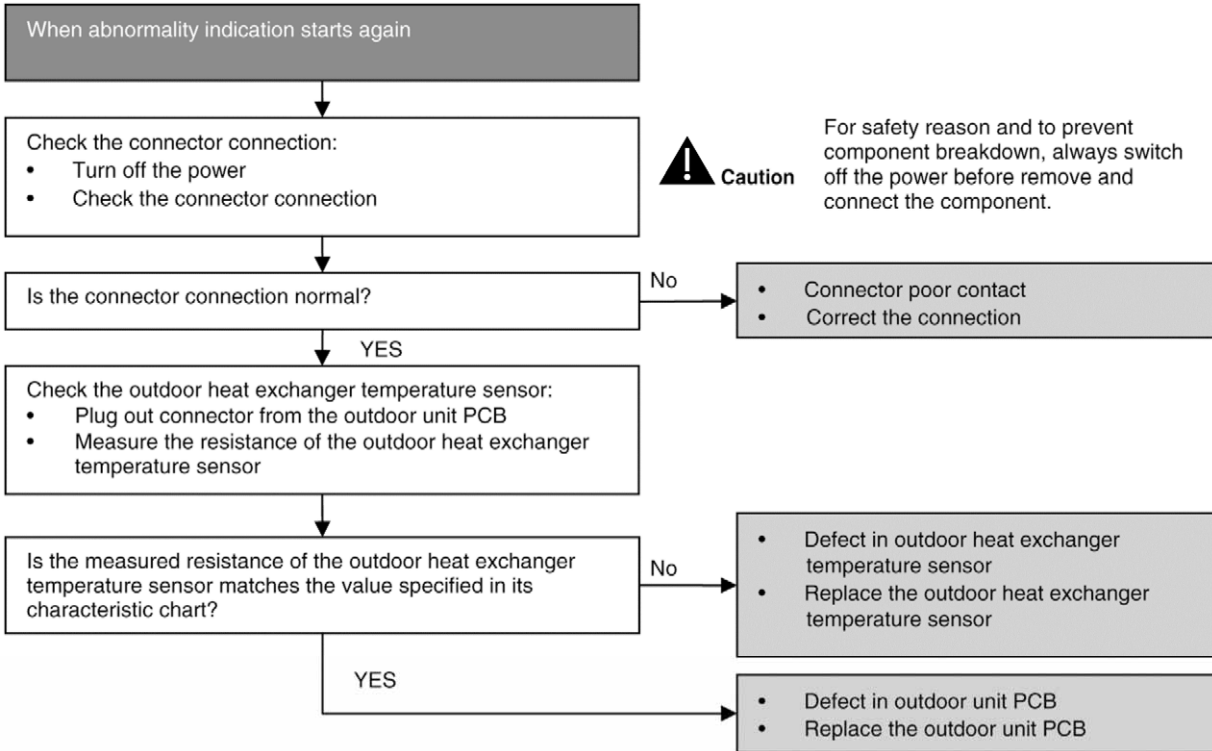 When abnormality indication starts again
Check the connector connection:
• Turn off the power
• Check the connector connection
Caution
For safety reason and to prevent
component breakdown, always switch
off the power before remove and
connect the component.
Is the connector connection normal?
No
• Connector poor contact
• Correct the connection
YES
Check the outdoor heat exchanger temperature sensor:
• Plug out connector from the outdoor unit PCB
• Measure the resistance of the outdoor heat exchanger
temperature sensor
Is the measured resistance of the outdoor heat exchanger
temperature sensor matches the value specified in its
characteristic chart?
No
• Defect in outdoor heat exchanger
temperature sensor
• Replace the outdoor heat exchanger
temperature sensor
YES
• Defect in outdoor unit PCB
• Replace the outdoor unit PCB